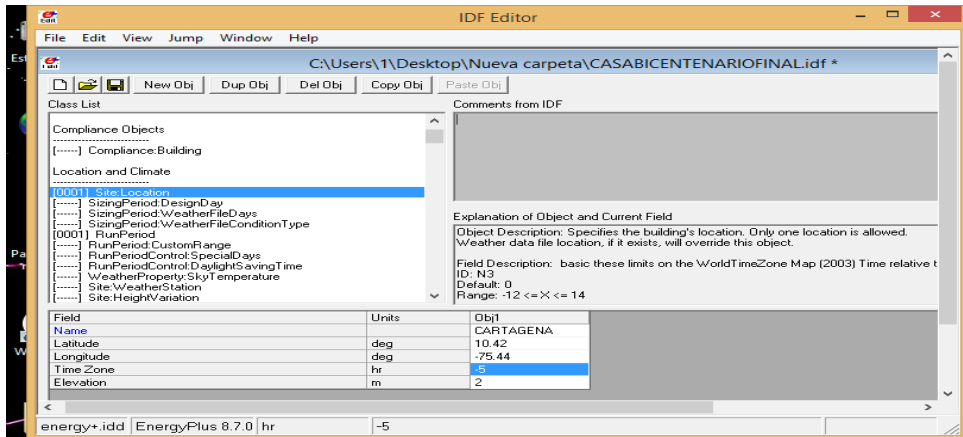 IDF Editor
File Edit View Jump Window Help
C:\Users\1\Desktop\Nueva carpeta\CASABICENTENARIOFINAL.idf *
New Obj Dup Obj Del Obj Copy Obj Paste Obj
Class List
Comments from IDF
Compliance Objects
----------------------------
[------] Compliance:Building
Location and Climate
----------------------------
[0001] Site:Location
[------] SizingPeriod:DesignDay
[------] SizingPeriod:WeatherFileDays
[------] SizingPeriod:WeatherFileConditionType
[0001] RunPeriod
[------] RunPeriod:CustomRange
[------] RunPeriodControl:SpecialDays
[------] RunPeriodControl:DaylightSavingTime
[------] WeatherProperty:SkyTemperature
[------] Site:WeatherStation
[------] Site:HeightVariation
Explanation of Object and Current Field
Object Description: Specifies the building's location. Only one location is allowed.
Weather data file location, if it exists, will override this object.
Field Description: basic these limits on the WorldTimeZone Map (2003) Time relative t
ID: N3
Default: 0
Range: -12 <= X <= 14
Field Units Obj1
Name CARTAGENA
Latitude deg 10.42
Longitude deg -75.44
Time Zone hr -5
Elevation m 2
energy+.idd EnergyPlus 8.7.0 hr -5